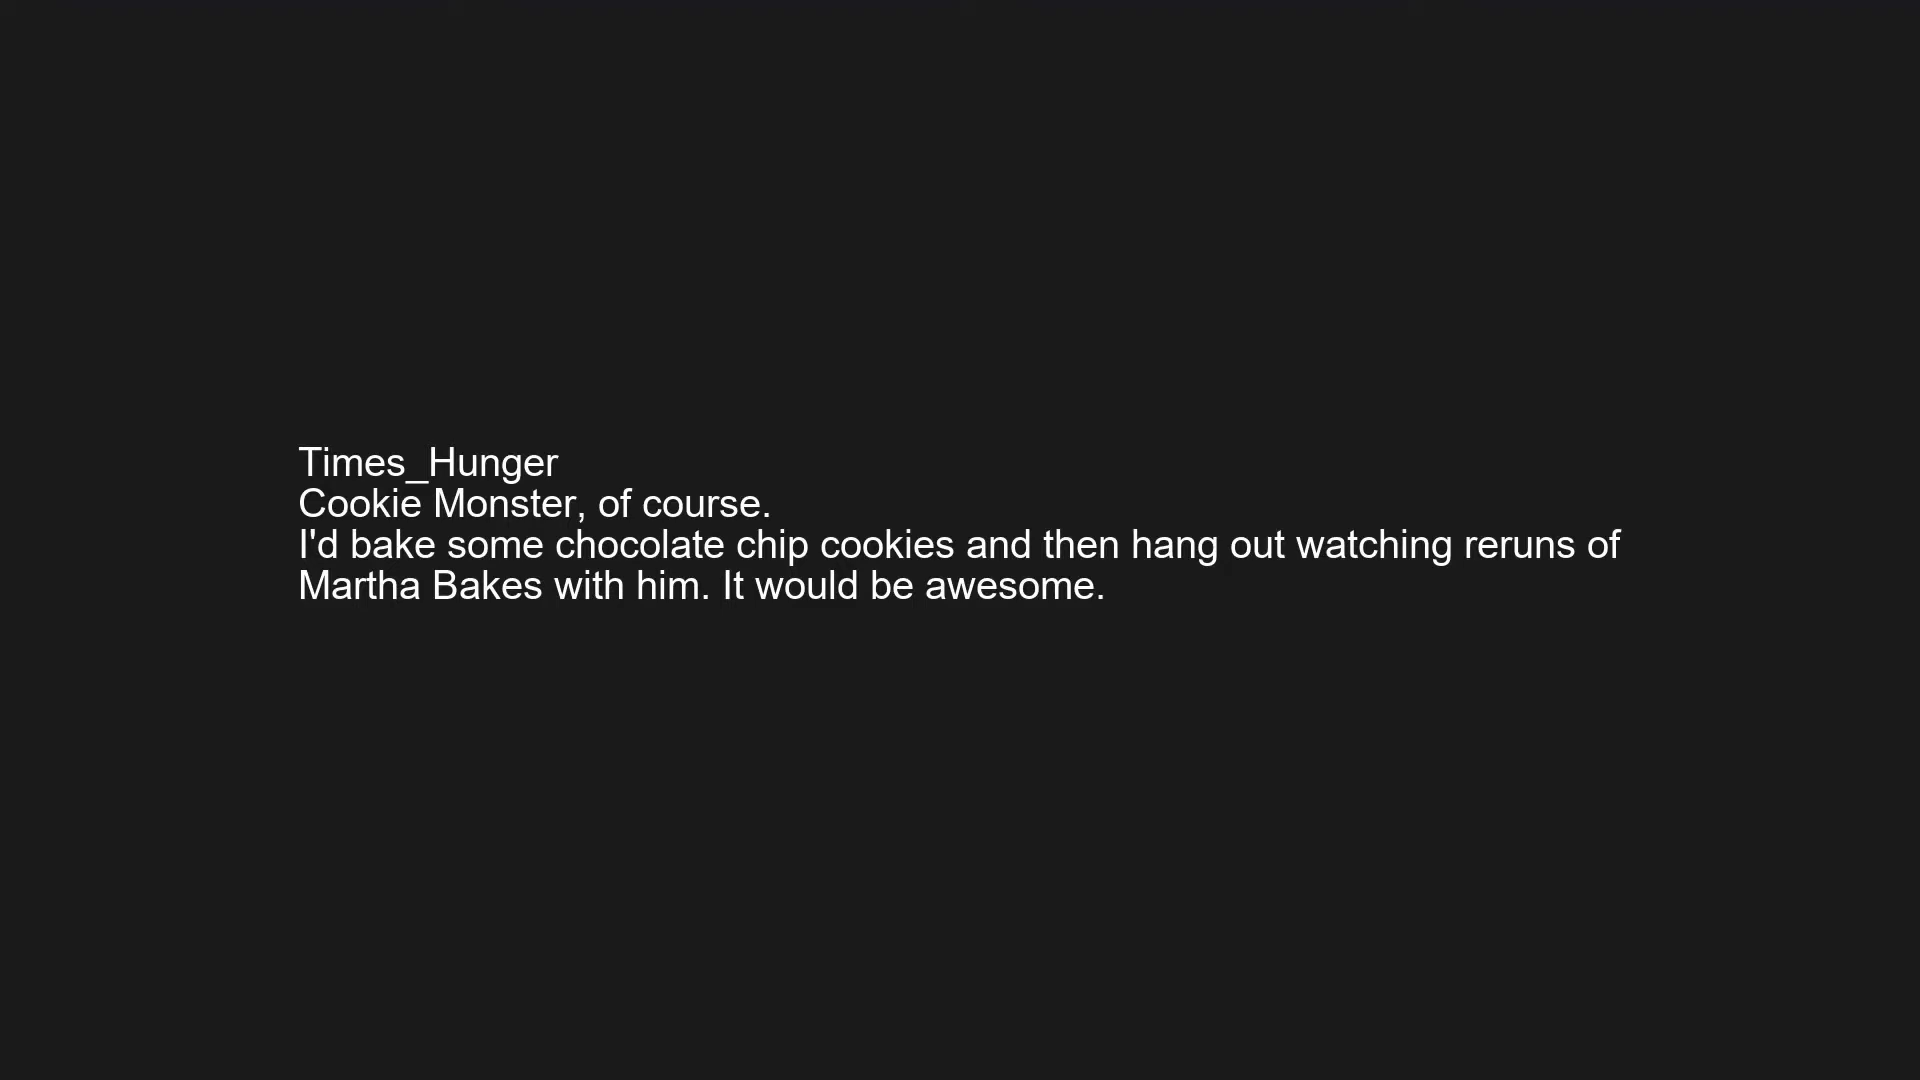 Times_Hunger
Cookie Monster, of course.
I'd bake some chocolate chip cookies and then hang out watching reruns of
Martha Bakes with him. It would be awesome.